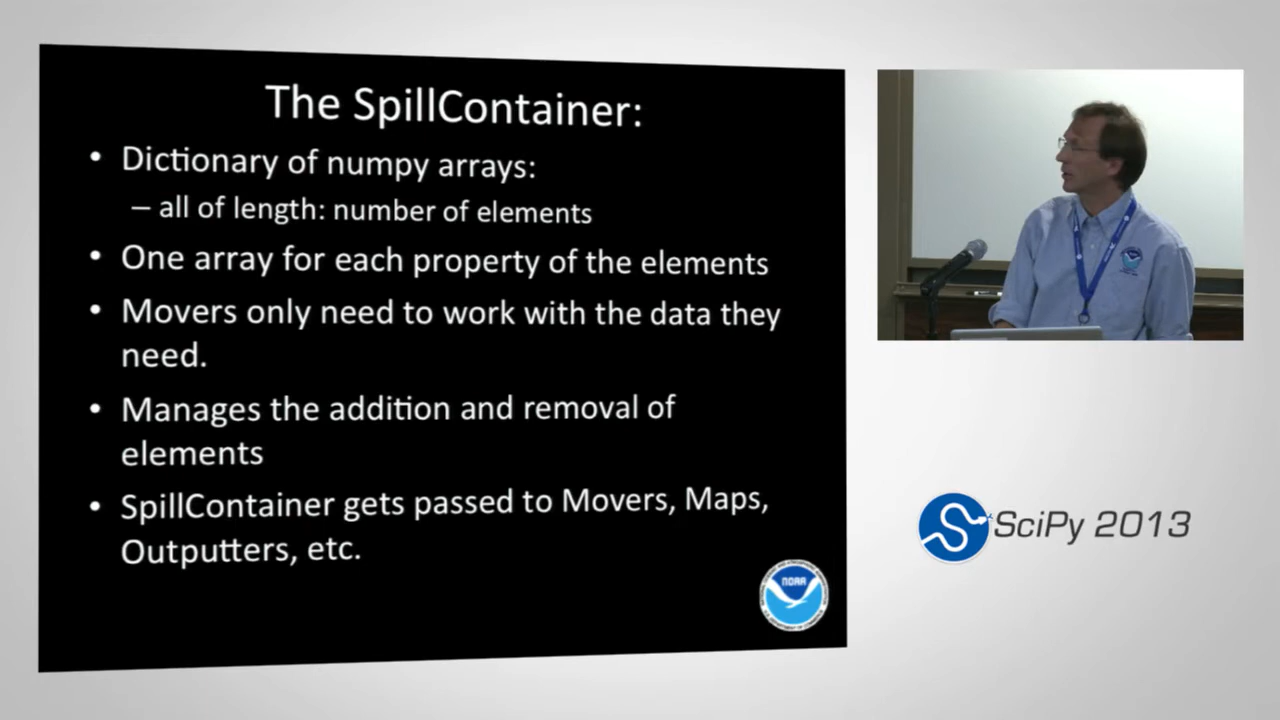 The SpillContainer:
• Dictionary of numpy arrays:
– all of length: number of elements
• One array for each property of the elements
• Movers only need to work with the data they
need.
• Manages the addition and removal of
elements
• SpillContainer gets passed to Movers, Maps,
Outputters, etc.
NOAA
SciPy 2013